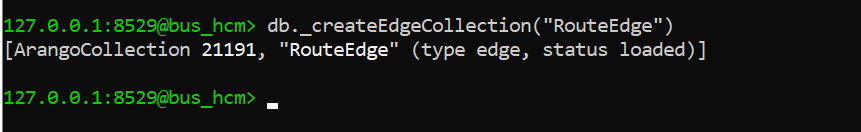 127.0.0.1:8529@bus_hcm> db._createEdgeCollection("RouteEdge")
[ArangoCollection 21191, "RouteEdge" (type edge, status loaded)]
127.0.0.1:8529@bus_hcm>